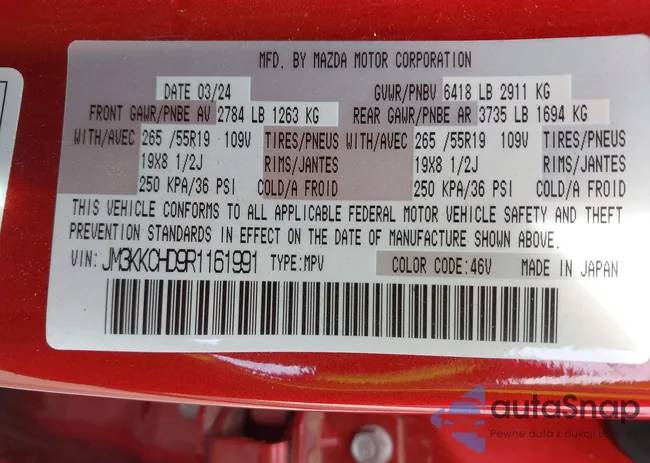 MFD. BY MAZDA MOTOR CORPORATION
DATE 03/24 GVWR/PNBV 6418 LB 2911 KG
FRONT GAWR/PNBE AV 2784 LB 1263 KG REAR GAWR/PNBE AR 3735 LB 1694 KG
WITH/AVEC 265 /55R19 109V TIRES/PNEUS WITH/AVEC 265 /55R19 109V TIRES/PNEUS
19X8 1/2J RIMS/JANTES 19X8 1/2J RIMS/JANTES
250 KPA/36 PSI COLD/A FROID 250 KPA/36 PSI COLD/A FROID
THIS VEHICLE CONFORMS TO ALL APPLICABLE FEDERAL MOTOR VEHICLE SAFETY AND THEFT
PREVENTION STANDARDS IN EFFECT ON THE DATE OF MANUFACTURE SHOWN ABOVE.
VIN: JM3KKCHD9R1161991 TYPE:MPV COLOR CODE:46V MADE IN JAPAN
autaSnap
Pewne auta z aukcji